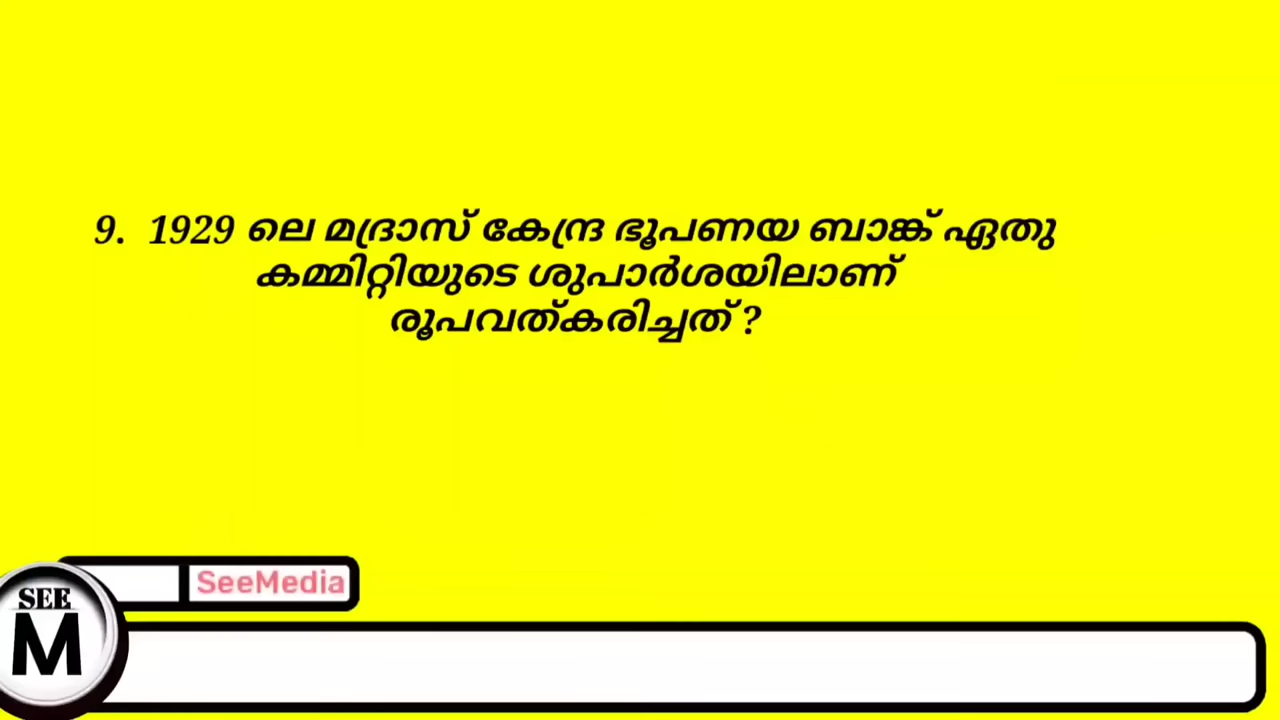 9. 1929 ലെ മദ്രാസ് കേന്ദ്ര ഭൂപണയ ബാങ്ക് ഏതു
കമ്മിറ്റിയുടെ ശുപാർശയിലാണ്
രൂപവത്കരിച്ചത് ?
SeeMedia
SEE
M